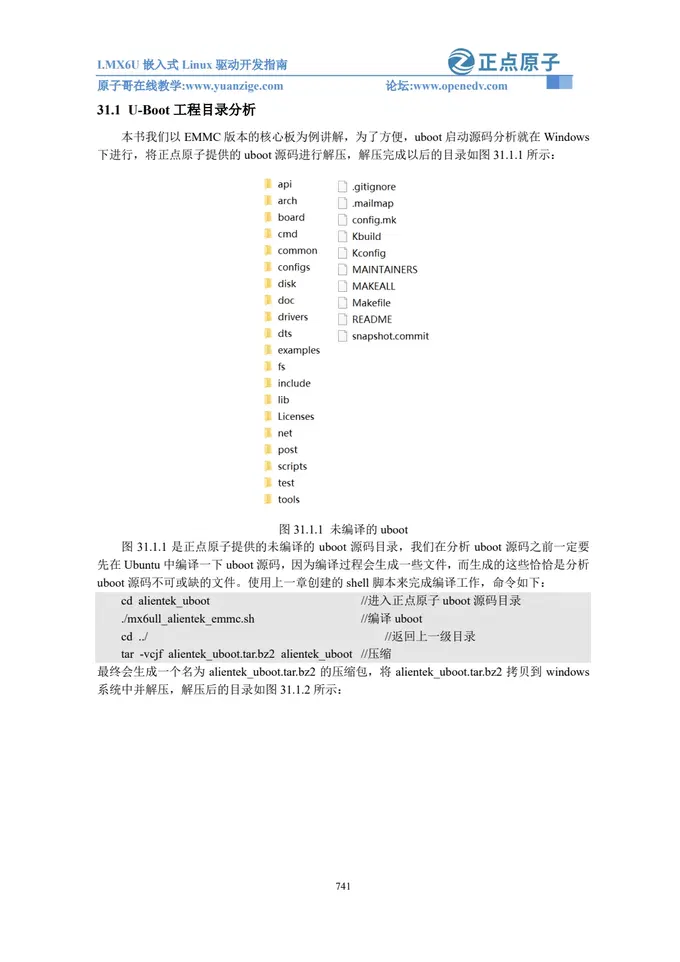 I.MX6U 嵌入式 Linux 驱动开发指南
正点原子
原子哥在线教学:www.yuanzige.com 论坛:www.openedv.com
31.1 U-Boot 工程目录分析
本书我们以 EMMC 版本的核心板为例讲解，为了方便，uboot 启动源码分析就在 Windows
下进行，将正点原子提供的 uboot 源码进行解压，解压完成以后的目录如图 31.1.1 所示：
api
arch
board
cmd
common
configs
disk
doc
drivers
dts
examples
fs
include
lib
Licenses
net
post
scripts
test
tools
.gitignore
.mailmap
config.mk
Kbuild
Kconfig
MAINTAINERS
MAKEALL
Makefile
README
snapshot.commit
图 31.1.1 未编译的 uboot
图 31.1.1 是正点原子提供的未编译的 uboot 源码目录，我们在分析 uboot 源码之前一定要
先在 Ubuntu 中编译一下 uboot 源码，因为编译过程会生成一些文件，而生成的这些恰恰是分析
uboot 源码不可或缺的文件。使用上一章创建的 shell 脚本来完成编译工作，命令如下：
cd alientek_uboot //进入正点原子 uboot 源码目录
./mx6ull_alientek_emmc.sh //编译 uboot
cd ../ //返回上一级目录
tar -vcjf alientek_uboot.tar.bz2 alientek_uboot //压缩
最终会生成一个名为 alientek_uboot.tar.bz2 的压缩包，将 alientek_uboot.tar.bz2 拷贝到 windows
系统中并解压，解压后的目录如图 31.1.2 所示：
741